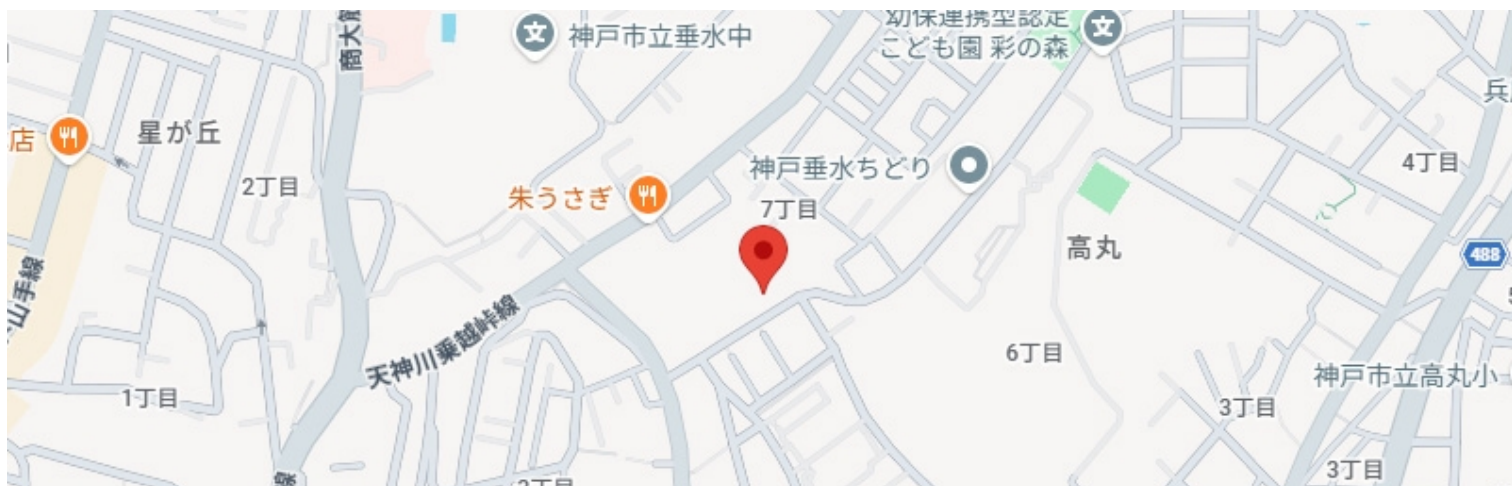 神戸市立垂水中
幼保連携型認定
こども園 彩の森
店
星が丘
2丁目
朱うさぎ
神戸垂水ちどり
7丁目
4丁目
高丸
488
山手線
天神川乗越峠線
6丁目
1丁目
神戸市立高丸小
3丁目
3丁目